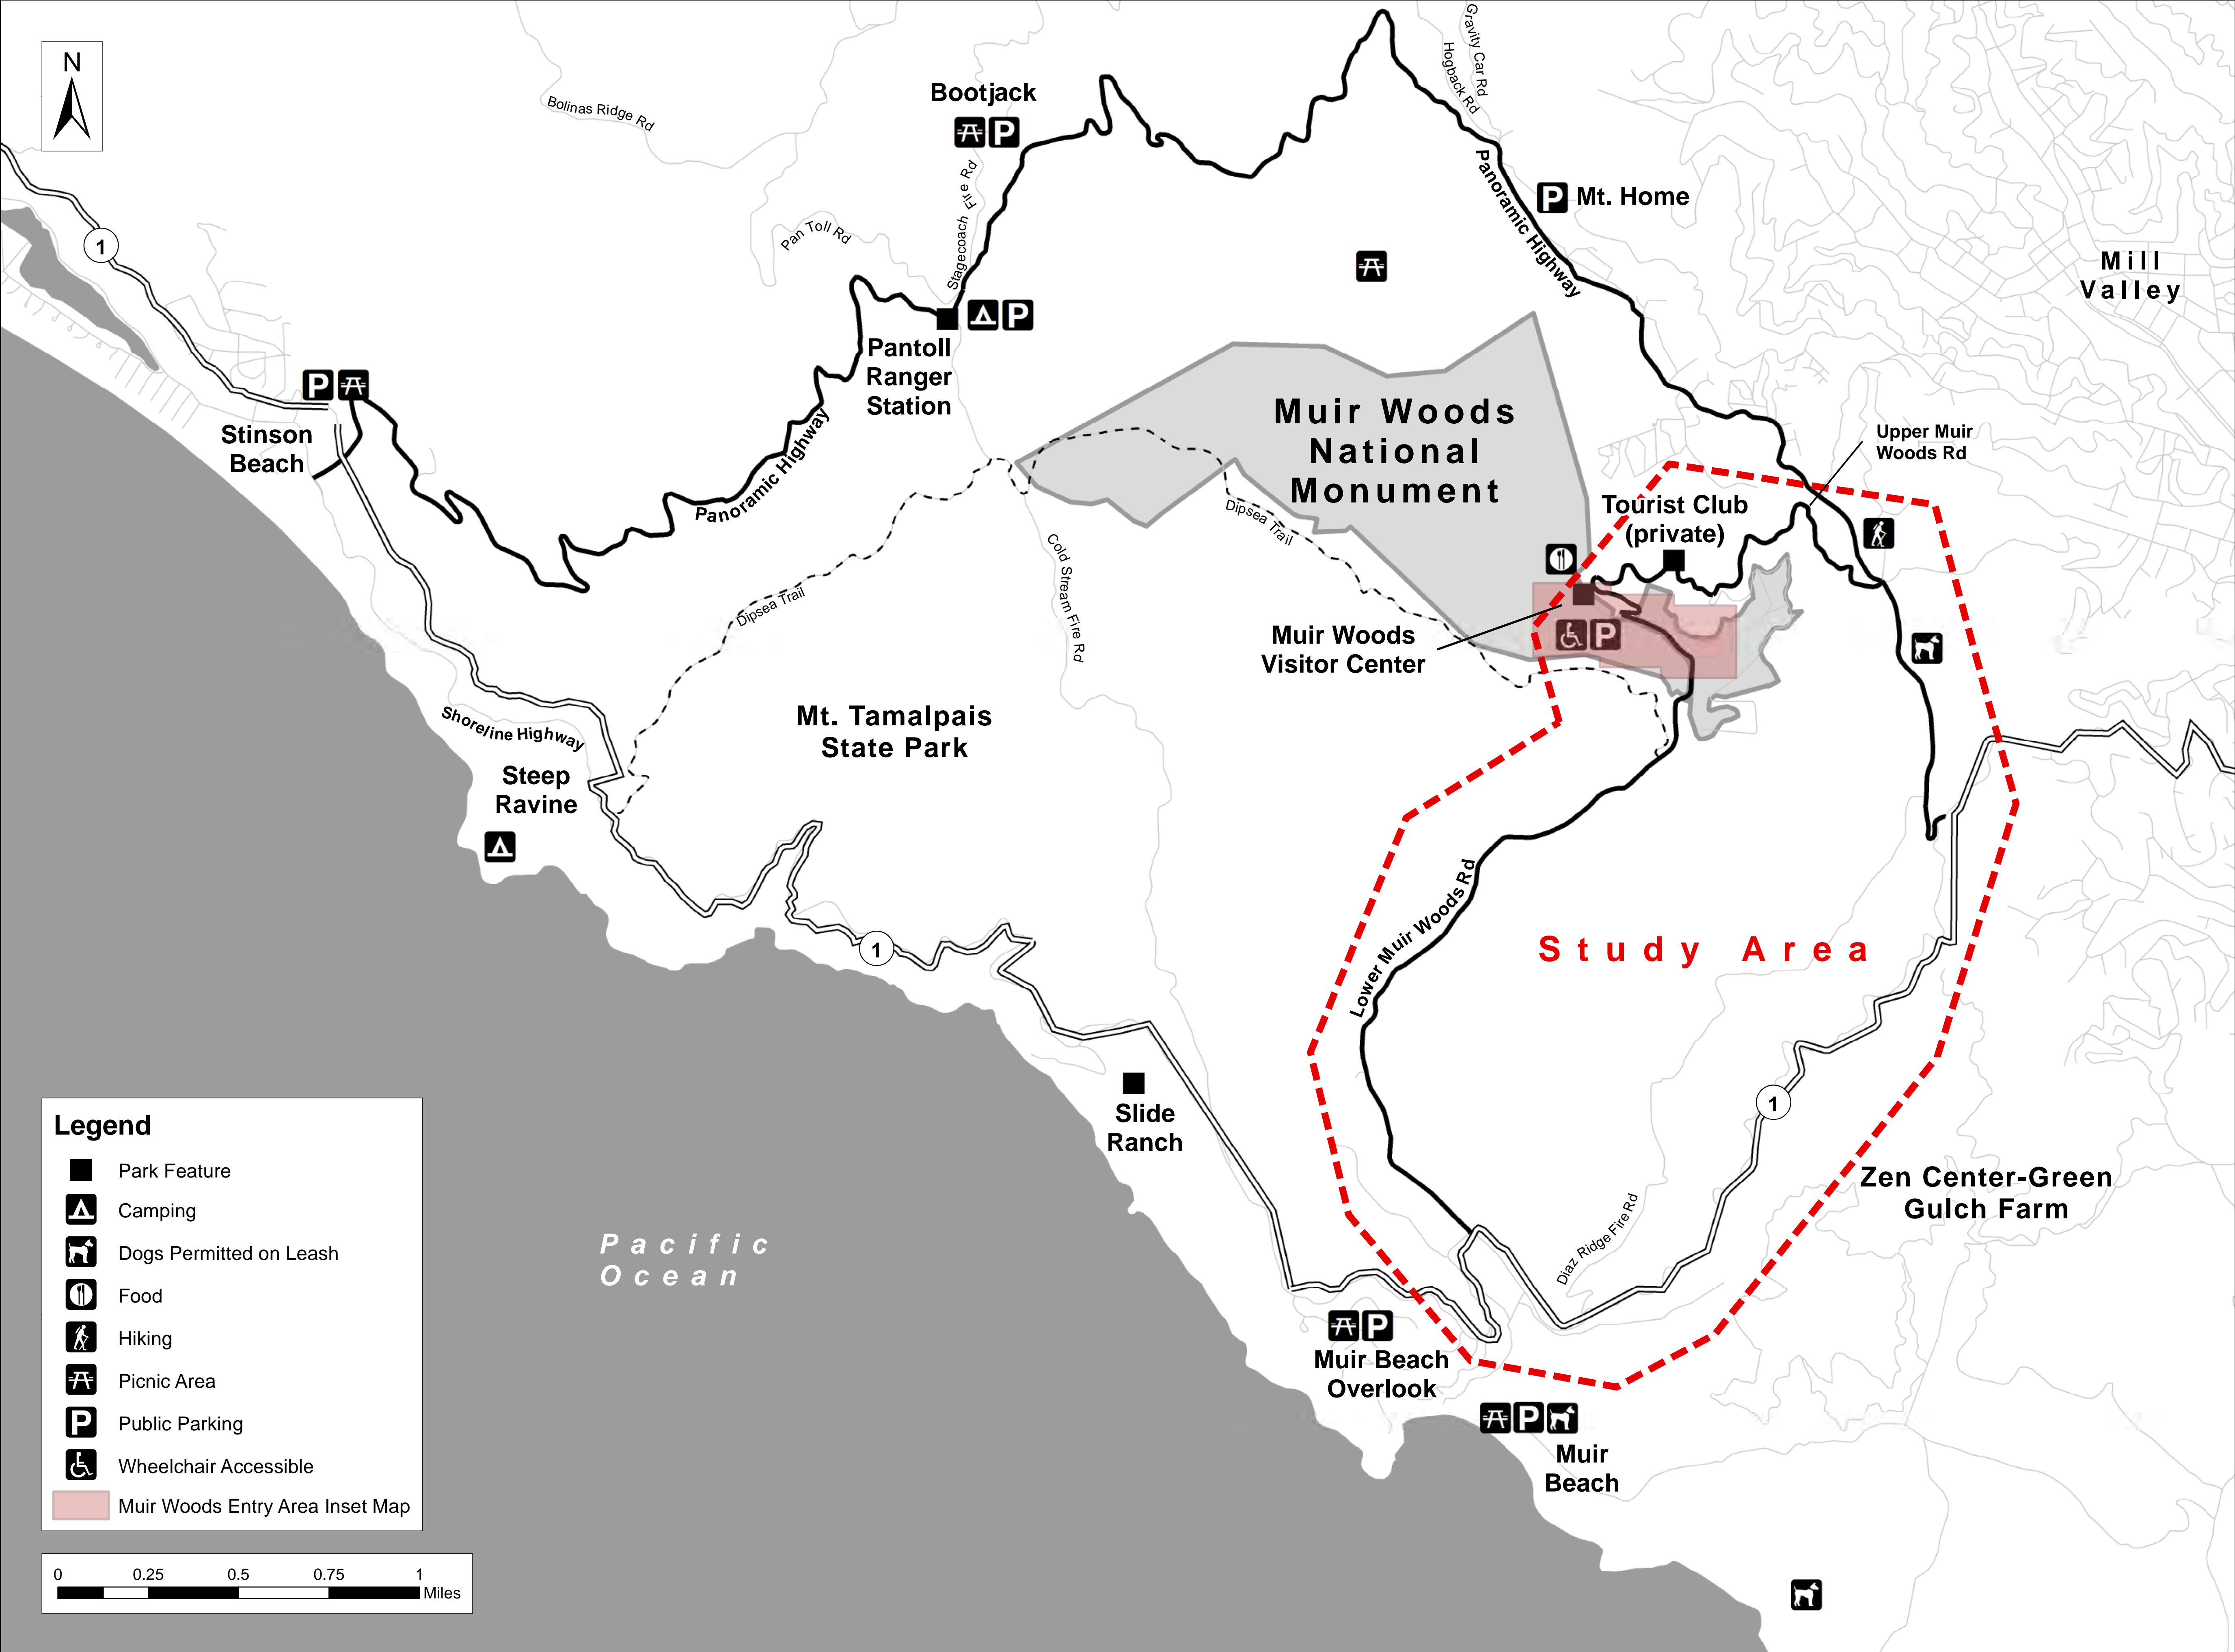 N
Bolinas Ridge Rd
Bootjack
P
Gravity Car Rd
Hogback Rd
Panoramic Highway
P
Mt. Home
Mill
Valley
Stagecoach Fire Rd
Pan Toll Rd
1
P
Pantoll
Ranger
Station
P
Stinson
Beach
Panoramic Highway
Muir Woods
National
Monument
Upper Muir
Woods Rd
Tourist Club
(private)
Dipsea Trail
Dipsea Trail
Cold Stream Fire Rd
P
Muir Woods
Visitor Center
Mt. Tamalpais
State Park
Shoreline Highway
Steep
Ravine
1
Lower Muir Woods Rd
Study Area
1
Slide
Ranch
Zen Center-Green
Gulch Farm
Diaz Ridge Fire Rd
Pacific
Ocean
P
Muir Beach
Overlook
P
Muir
Beach
Legend
Park Feature
Camping
Dogs Permitted on Leash
Food
Hiking
Picnic Area
P Public Parking
Wheelchair Accessible
Muir Woods Entry Area Inset Map
0 0.25 0.5 0.75 1
Miles